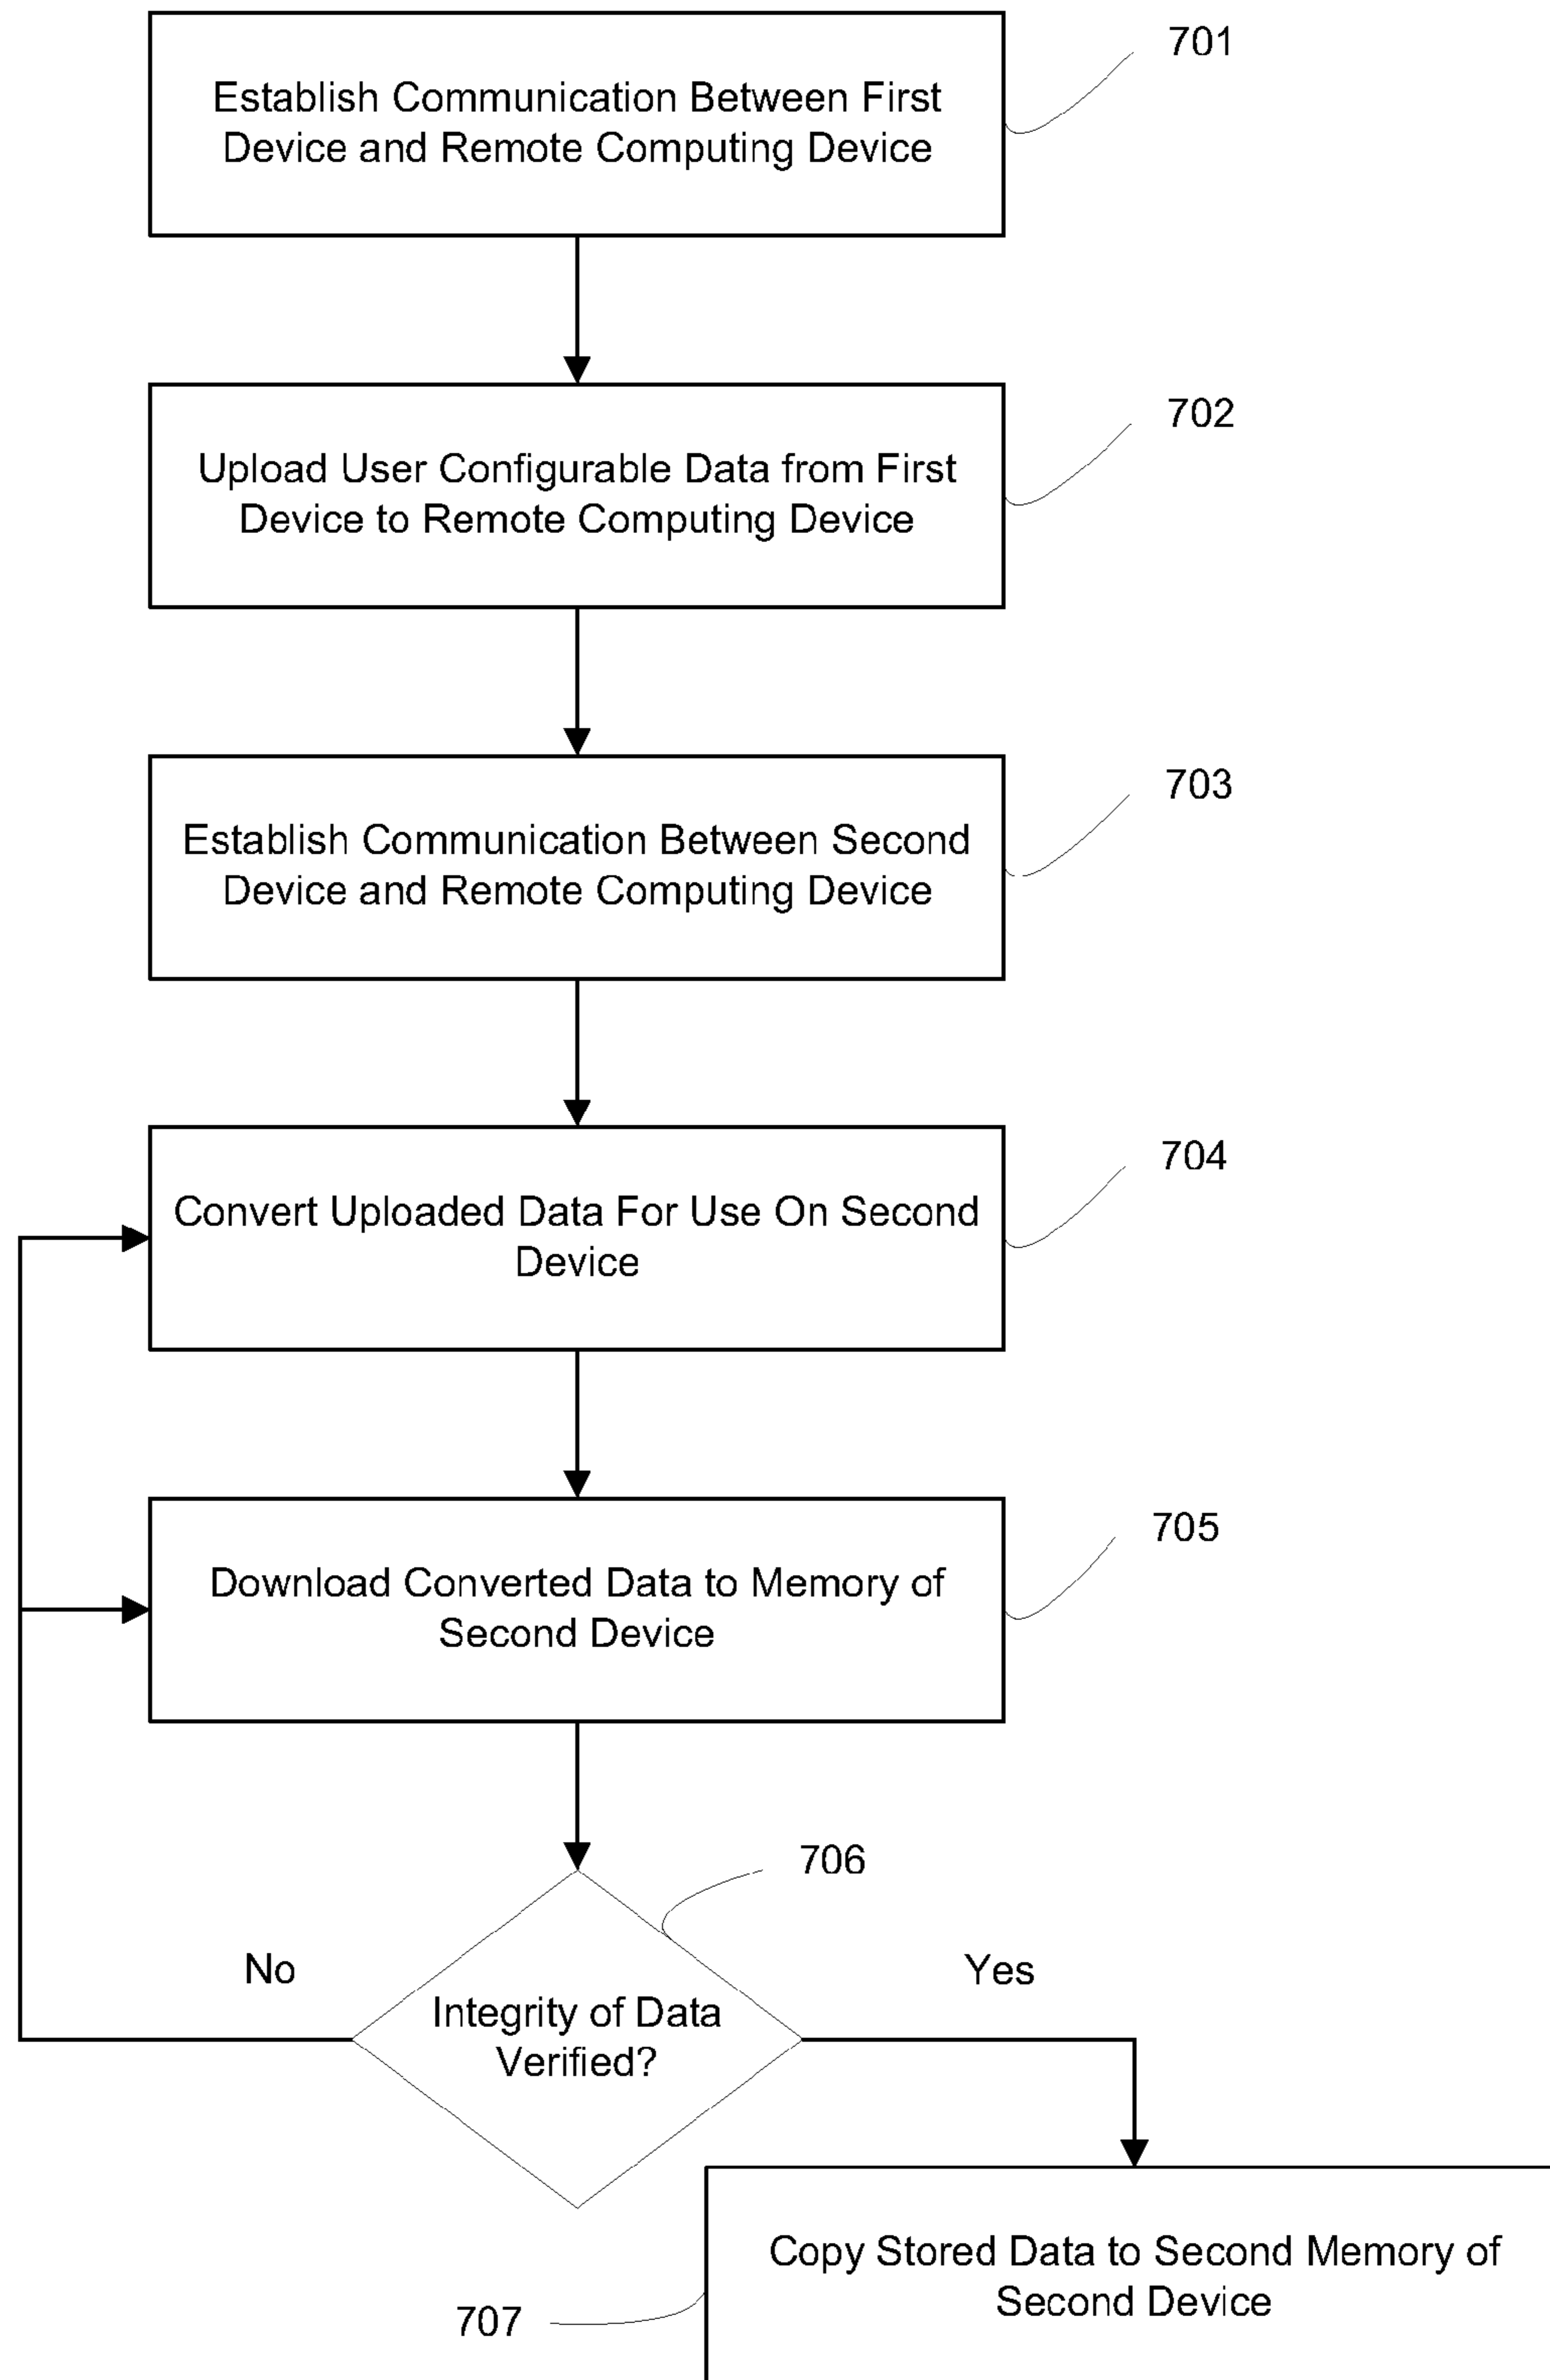 701
Establish Communication Between First
Device and Remote Computing Device
702
Upload User Configurable Data from First
Device to Remote Computing Device
703
Establish Communication Between Second
Device and Remote Computing Device
704
Convert Uploaded Data For Use On Second
Device
705
Download Converted Data to Memory of
Second Device
706
No
Yes
Integrity of Data
Verified?
Copy Stored Data to Second Memory of
Second Device
707